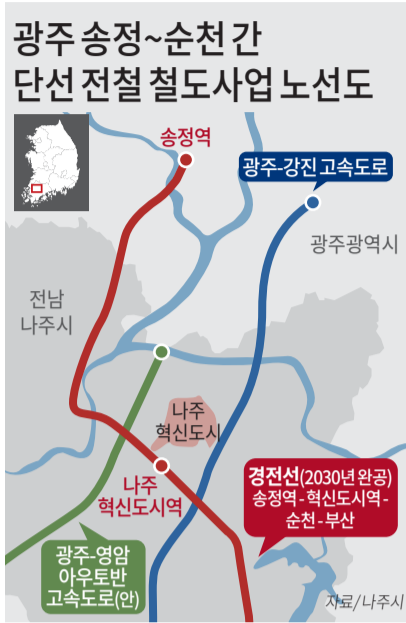 광주 송정~순천 간
단선 전철 철도사업 노선도
송정역
광주-강진 고속도로
광주광역시
전남
나주시
나주
혁신도시
나주
혁신도시역
경전선(2030년 완공)
송정역-혁신도시역-
순천-부산
광주-영암
아우토반
고속도로(안)
자료/나주시